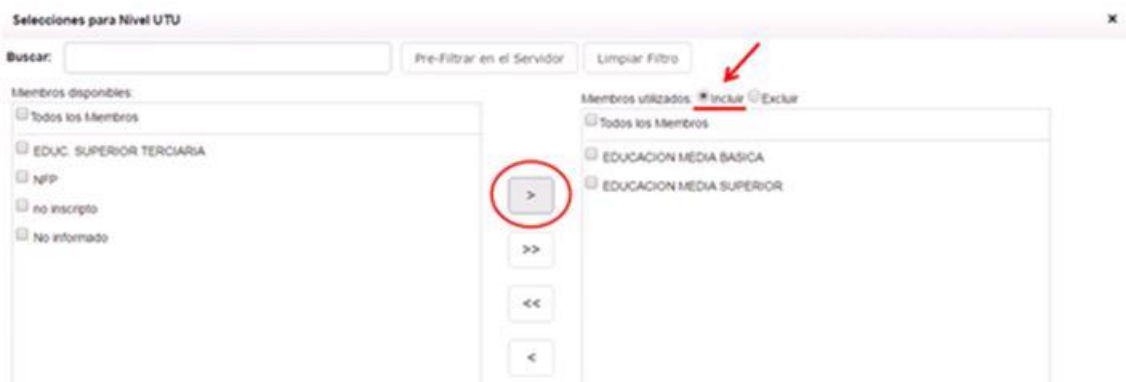 Selecciones para Nivel UTU x
Buscar: Pre-Filtrar en el Servidor Limpiar Filtro
Miembros disponibles:
Todos los Miembros
EDUC. SUPERIOR TERCIARIA
NFP
no inscripto
No informado
>
>>
<<
<
Miembros utilizados: Incluir Excluir
Todos los Miembros
EDUCACION MEDIA BASICA
EDUCACION MEDIA SUPERIOR